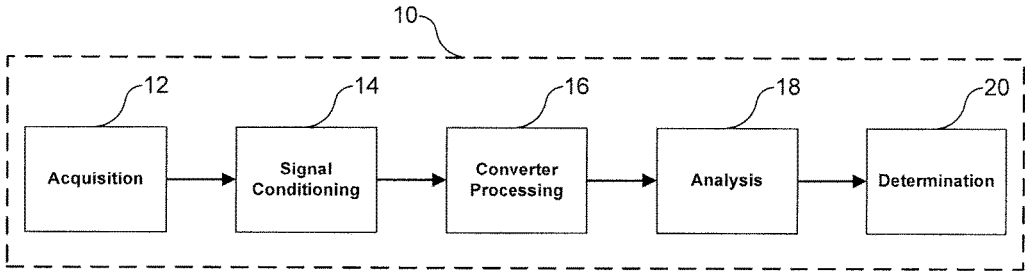 10
12
14
16
18
20
Acquisition
Signal
Conditioning
Converter
Processing
Analysis
Determination